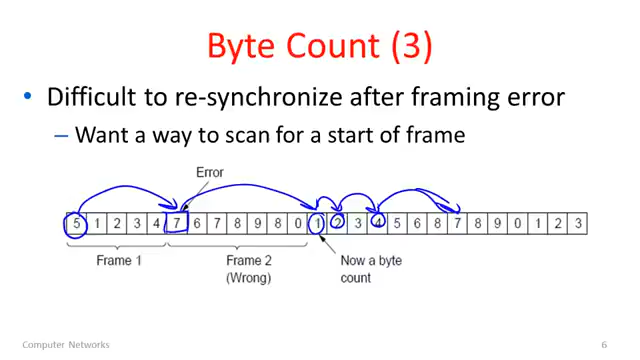 Byte Count (3)
• Difficult to re-synchronize after framing error
– Want a way to scan for a start of frame
Error
5 1 2 3 4 7 6 7 8 9 8 0 1 2 3 4 5 6 8 7 8 9 0 1 2 3
Frame 1 Frame 2 Now a byte
(Wrong) count
Computer Networks 6